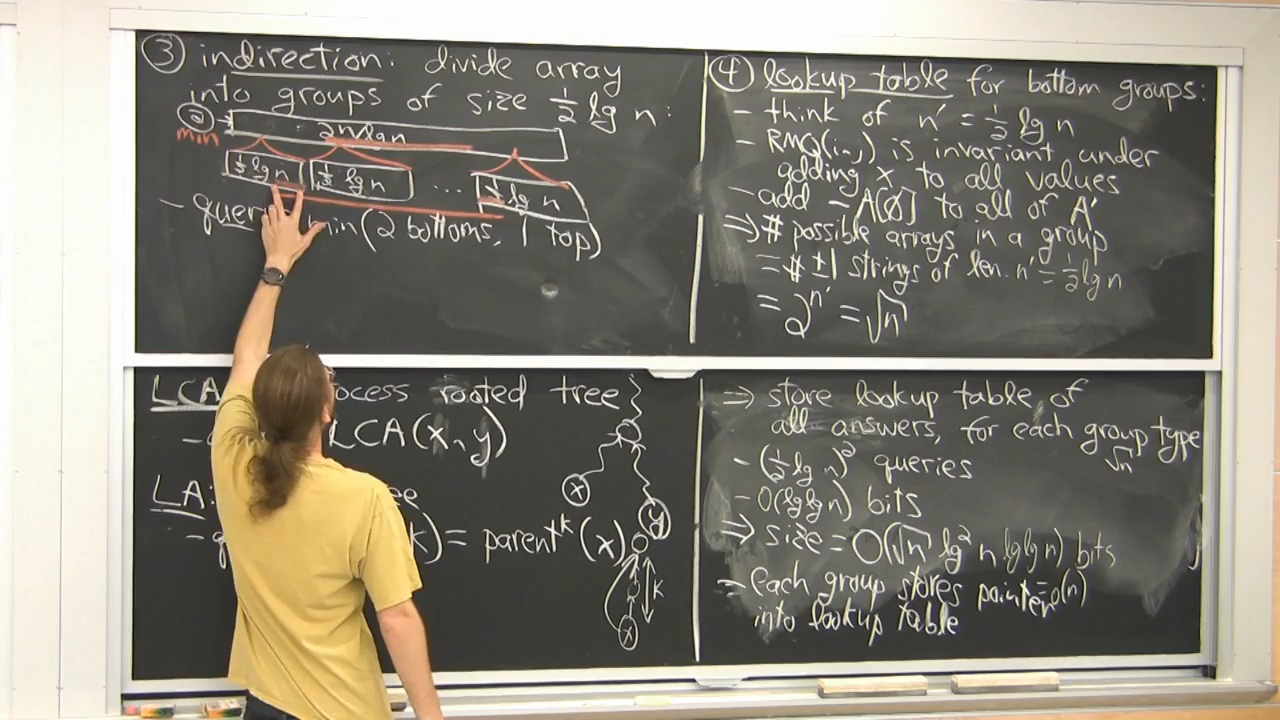 ③ indirection: divide array
into groups of size ½ lg n:
② 2n/lg n
min
½ lg n ½ lg n ... ½ lg n
- min(2 bottoms, 1 top)
④ lookup table for bottom groups:
- think of n' = ½ lg n
- RMQ(i,j) is invariant under
adding x to all values
- add -A[∅] to all of A'
⇒ # possible arrays in a group
= # ±1 strings of len. n' = ½ lg n
= 2^n' = √n
LCA rooted tree
- LCA(x,y)
x
y
LA:
- k) = parent^k (x)
k
x
⇒ store lookup table of
all answers, for each group type
√n
- (½ lg n)² queries
- O(lg lg n) bits
⇒ size = O(√n lg² n lg lg n) bits
= o(n)
- each group stores pointer
into lookup table